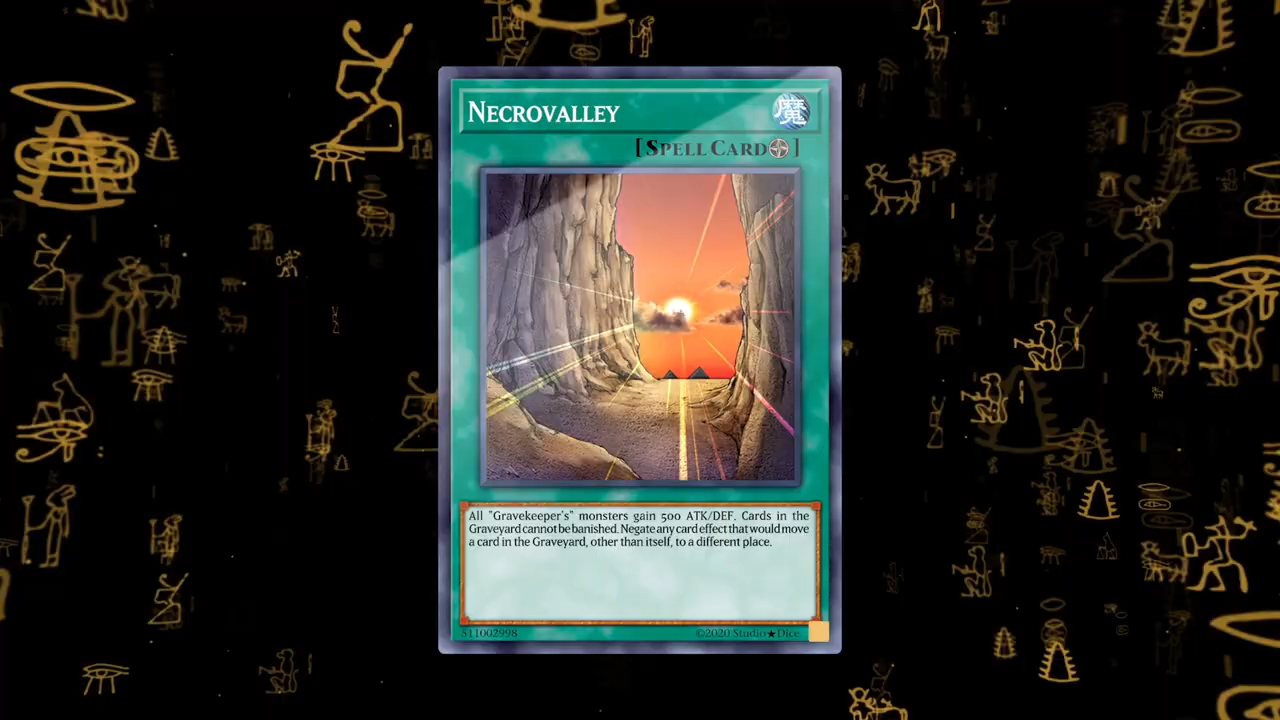 NECROVALLEY
魔
[SPELL CARD ]
All "Gravekeeper's" monsters gain 500 ATK/DEF. Cards in the
Graveyard cannot be banished. Negate any card effect that would move
a card in the Graveyard, other than itself, to a different place.
511002998
©2020 Studio★Dice